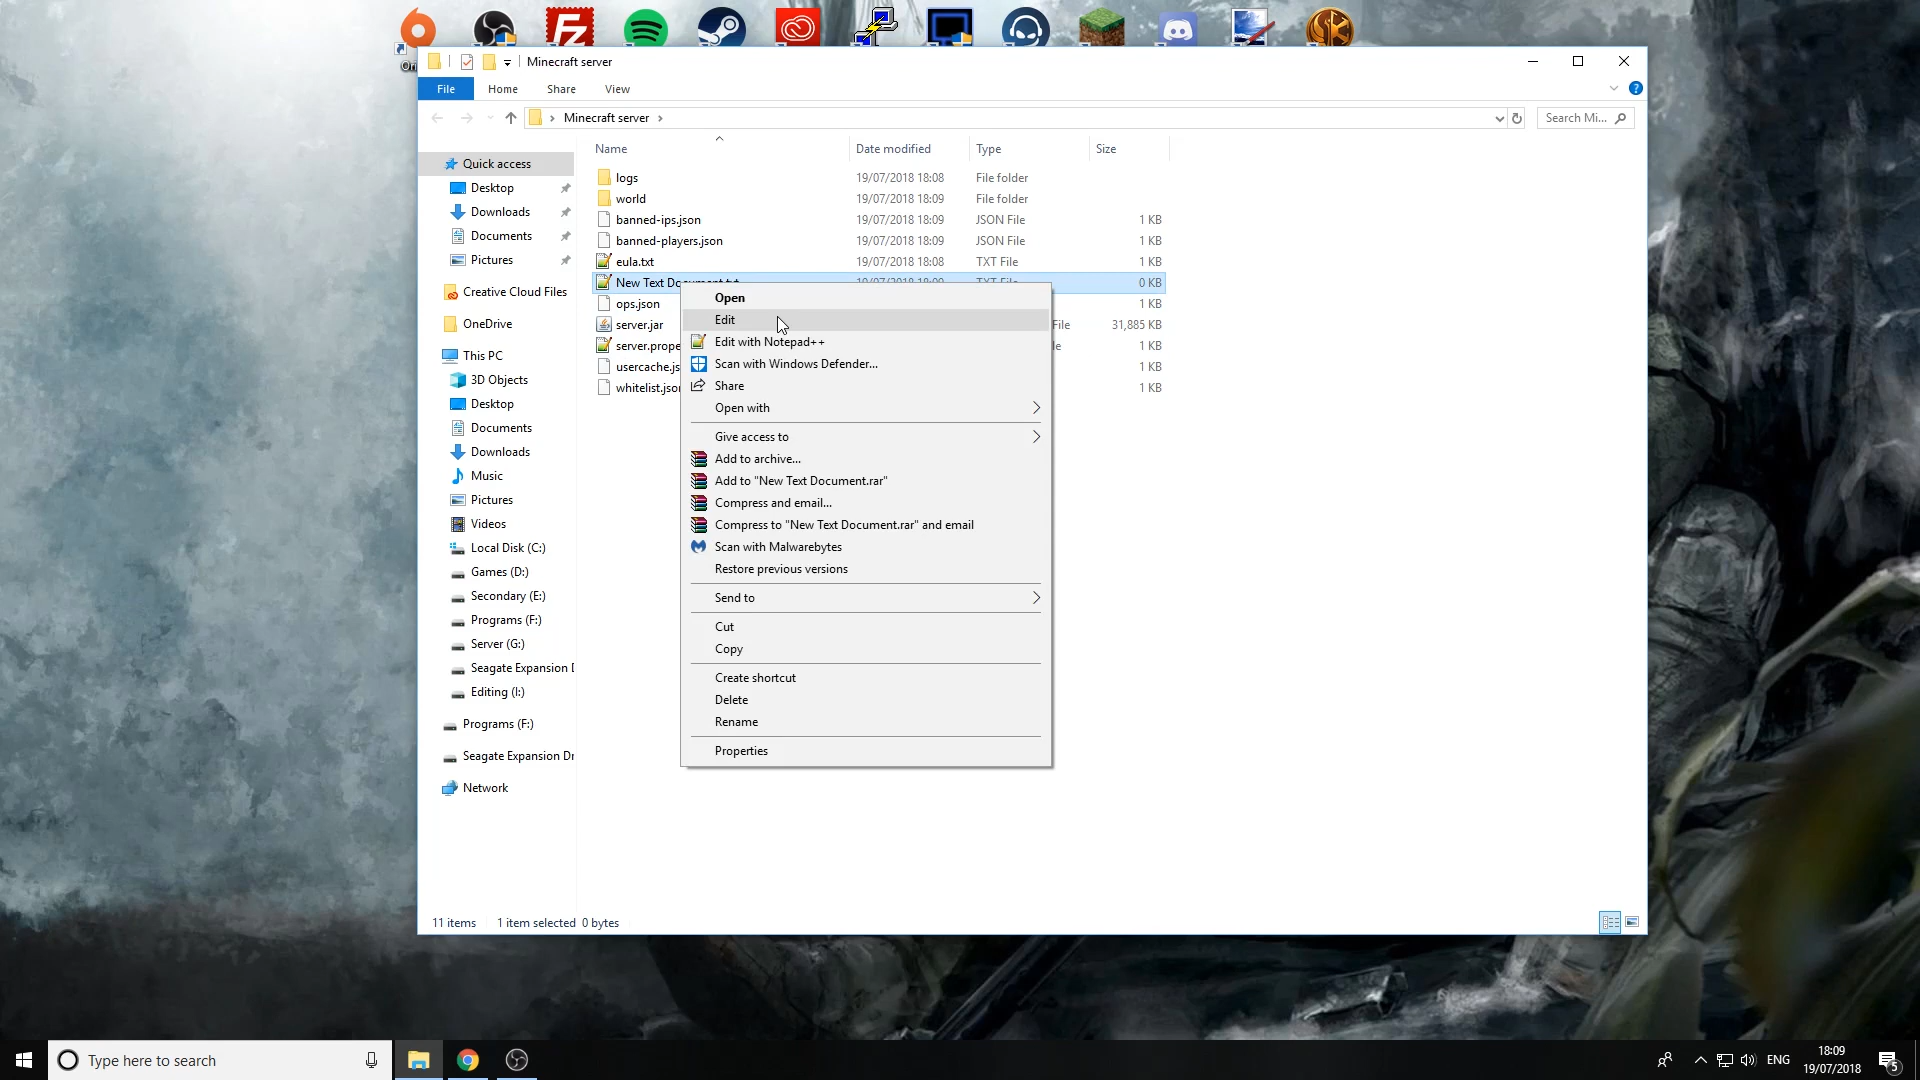 Minecraft server
File Home Share View
Minecraft server
Search Mi...
Name Date modified Type Size
Quick access
Desktop
Downloads
Documents
Pictures
Creative Cloud Files
OneDrive
This PC
3D Objects
Desktop
Documents
Downloads
Music
Pictures
Videos
Local Disk (C:)
Games (D:)
Secondary (E:)
Programs (F:)
Server (G:)
Seagate Expansion D
Editing (I:)
Programs (F:)
Seagate Expansion Dr
Network
logs 19/07/2018 18:08 File folder
world 19/07/2018 18:09 File folder
banned-ips.json 19/07/2018 18:09 JSON File 1 KB
banned-players.json 19/07/2018 18:09 JSON File 1 KB
eula.txt 19/07/2018 18:08 TXT File 1 KB
New Text Document.txt 19/07/2018 18:09 TXT File 0 KB
ops.json 1 KB
server.jar File 31,885 KB
server.prope le 1 KB
usercache.js 1 KB
whitelist.json 1 KB
Open
Edit
Edit with Notepad++
Scan with Windows Defender...
Share
Open with
Give access to
Add to archive...
Add to "New Text Document.rar"
Compress and email...
Compress to "New Text Document.rar" and email
Scan with Malwarebytes
Restore previous versions
Send to
Cut
Copy
Create shortcut
Delete
Rename
Properties
11 items 1 item selected 0 bytes
Type here to search
ENG
18:09
19/07/2018
5